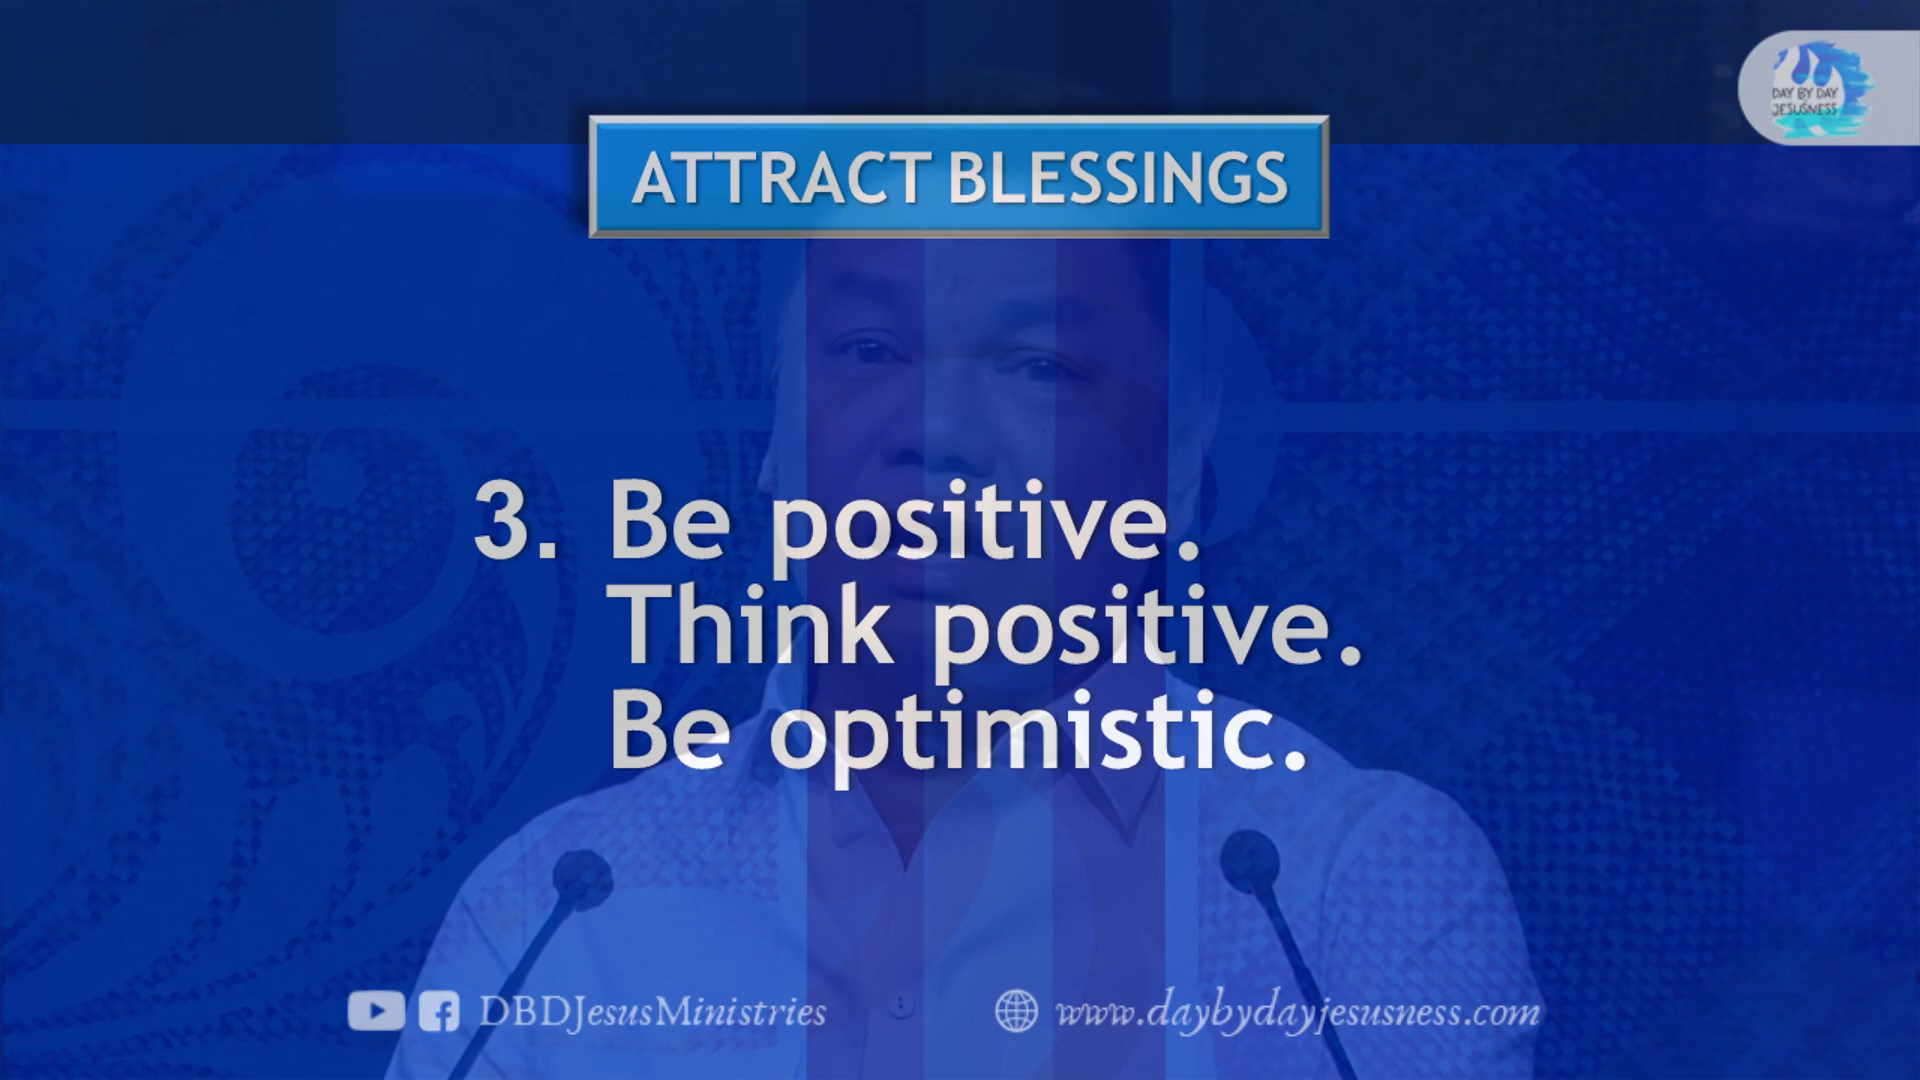 DAY BY DAY
JESUSNESS
ATTRACT BLESSINGS
3. Be positive.
Think positive.
Be optimistic.
DBDJesusMinistries
www.daybydayjesusness.com